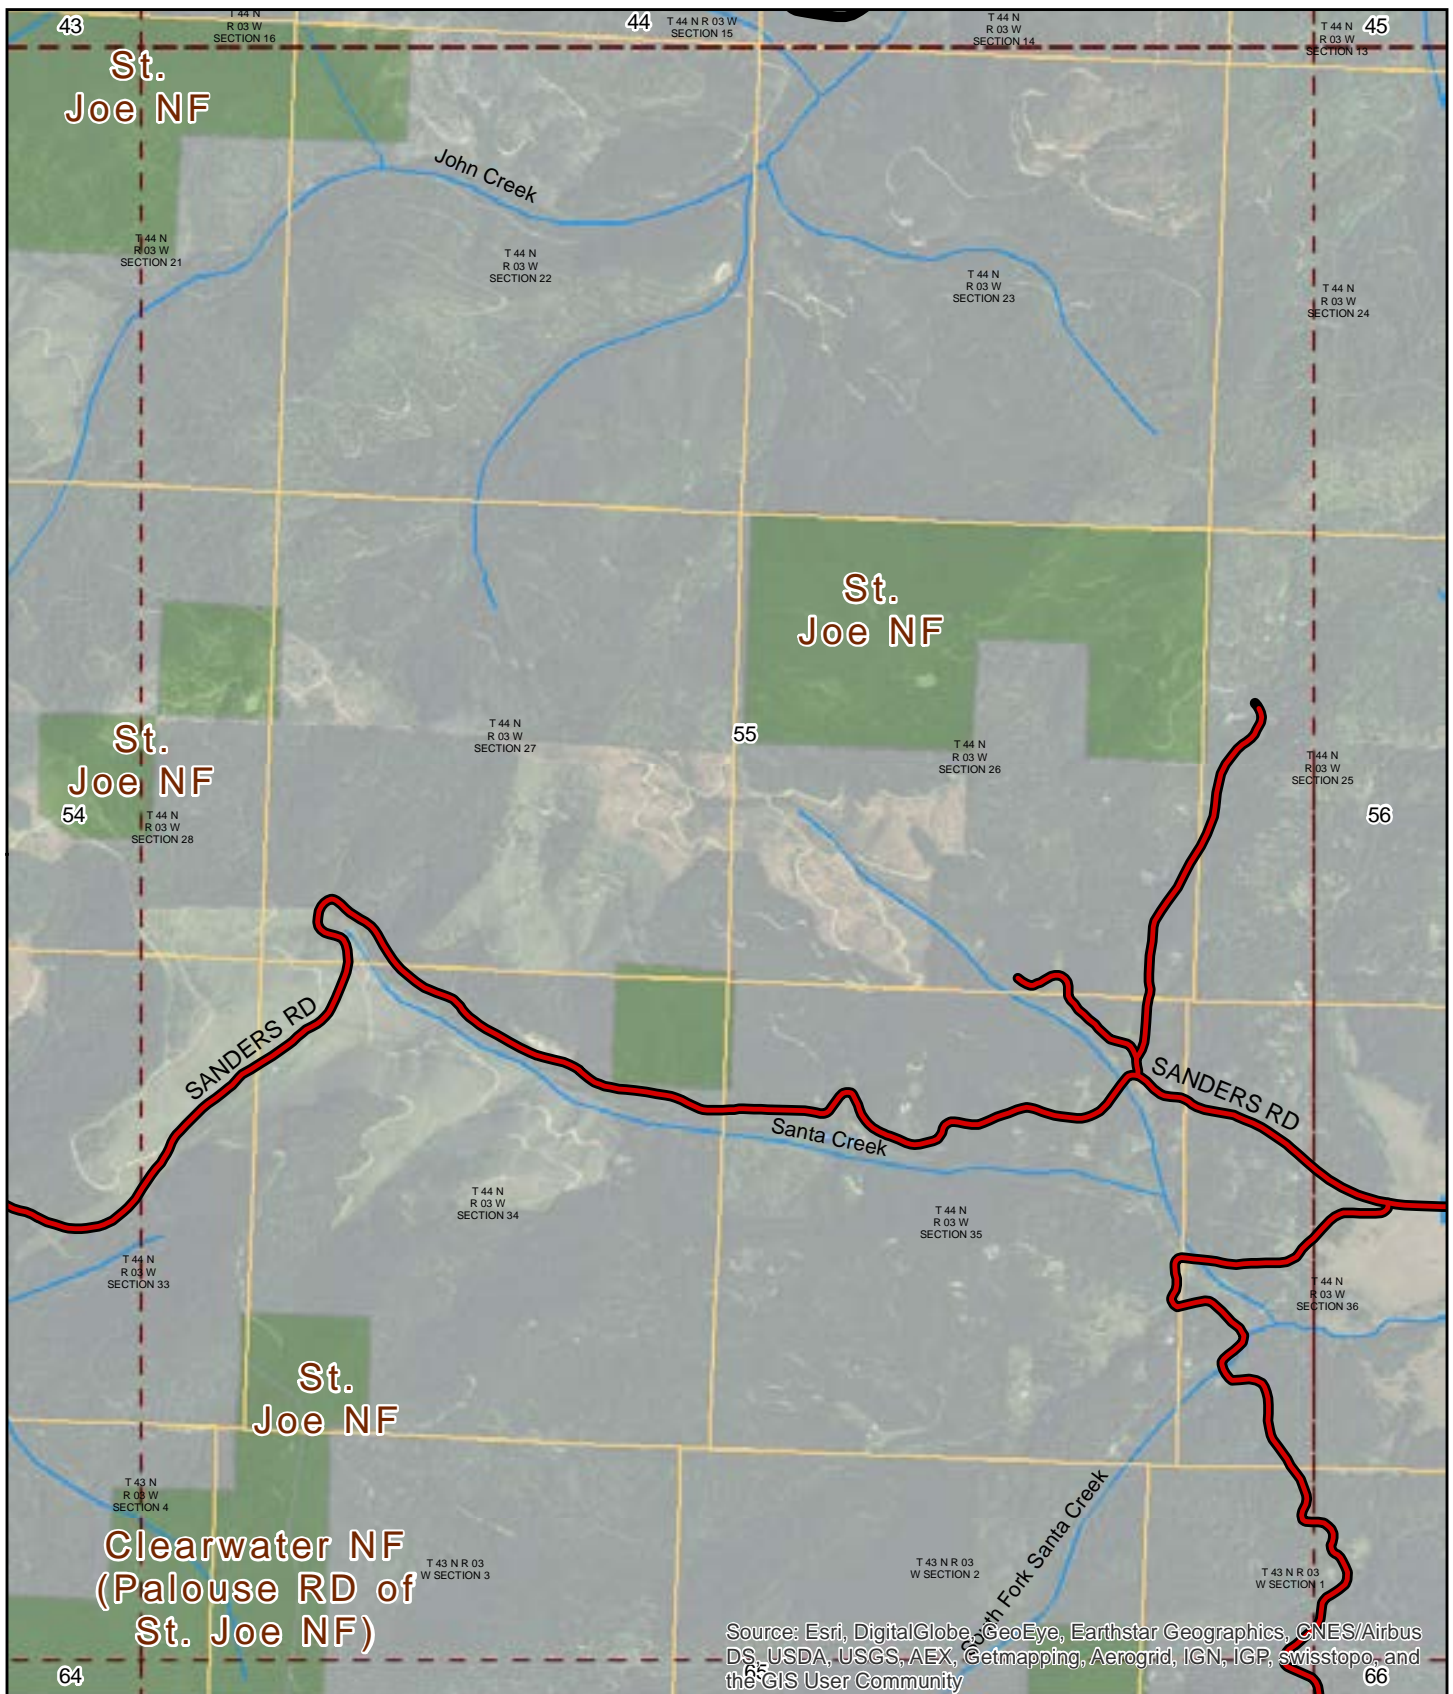 43
T 44 N
R 03 W
SECTION 16
44
T 44 N R 03 W
SECTION 15
T 44 N
R 03 W
SECTION 14
T 44 N
R 03 W
SECTION 13
45
St.
Joe NF
John Creek
T 44 N
R 03 W
SECTION 21
T 44 N
R 03 W
SECTION 22
T 44 N
R 03 W
SECTION 23
T 44 N
R 03 W
SECTION 24
St.
Joe NF
St.
Joe NF
54
T 44 N
R 03 W
SECTION 28
T 44 N
R 03 W
SECTION 27
55
T 44 N
R 03 W
SECTION 26
T 44 N
R 03 W
SECTION 25
56
SANDERS RD
SANDERS RD
Santa Creek
T 44 N
R 03 W
SECTION 33
T 44 N
R 03 W
SECTION 34
T 44 N
R 03 W
SECTION 35
T 44 N
R 03 W
SECTION 36
St.
Joe NF
T 43 N
R 03 W
SECTION 4
Clearwater NF
(Palouse RD of
St. Joe NF)
T 43 N R 03
W SECTION 3
T 43 N R 03
W SECTION 2
South Fork Santa Creek
T 43 N R 03
W SECTION 1
64
65
66
Source: Esri, DigitalGlobe, GeoEye, Earthstar Geographics, CNES/Airbus
DS, USDA, USGS, AEX, Getmapping, Aerogrid, IGN, IGP, swisstopo, and
the GIS User Community